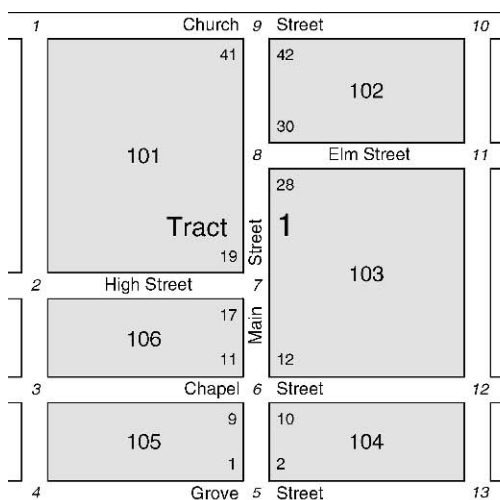 1 Church 9 Street 10
41 42
102
30
101 8 Elm Street 11
28
Tract 1
Street
19
103
2 High Street 7
17
Main
106
11 12
3 Chapel 6 Street 12
9 10
105 104
1 2
4 Grove 5 Street 13